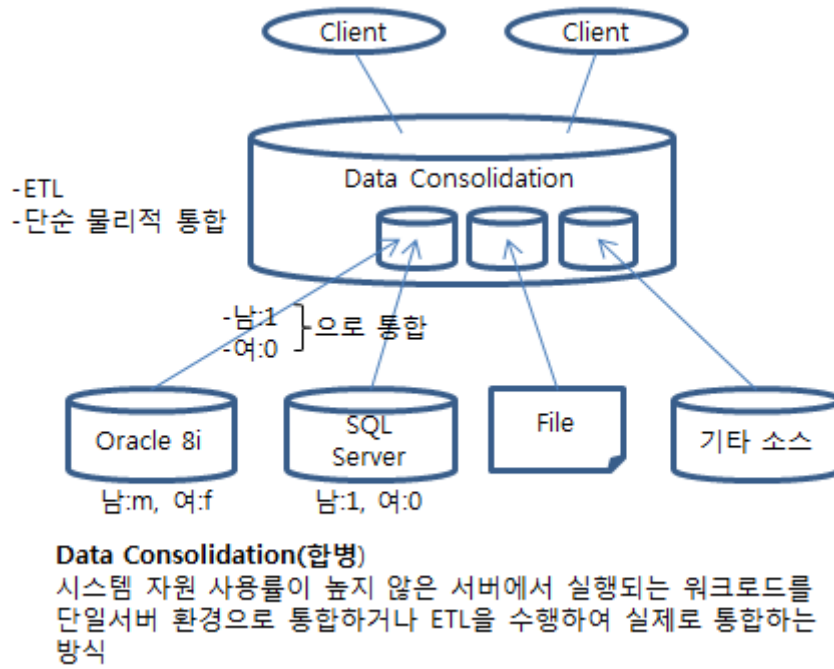 Client
Client
Data Consolidation
-ETL
-단순 물리적 통합
-남:1
-여:0
으로 통합
Oracle 8i
SQL
Server
File
기타 소스
남:m, 여:f
남:1, 여:0
Data Consolidation(합병)
시스템 자원 사용률이 높지 않은 서버에서 실행되는 워크로드를
단일서버 환경으로 통합하거나 ETL을 수행하여 실제로 통합하는
방식